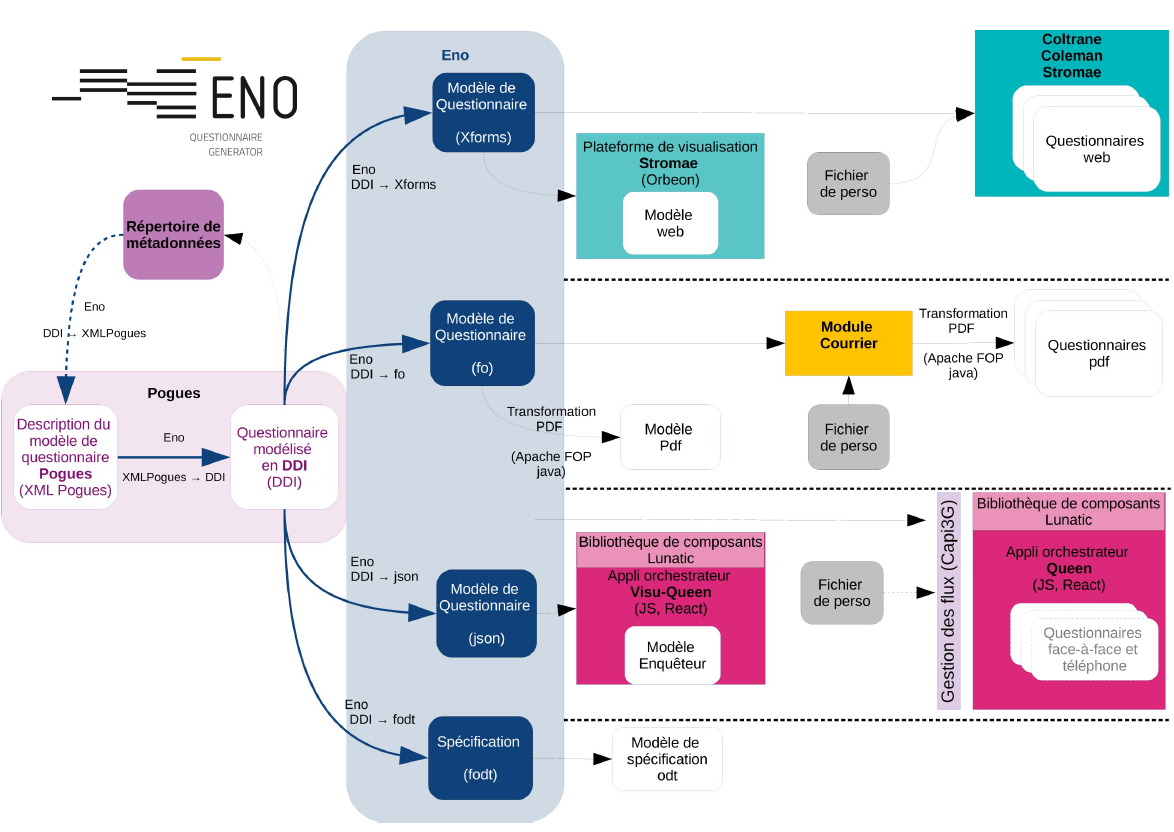 ENO
QUESTIONNAIRE
GENERATOR
Répertoire de
métadonnées
Eno
DDI → XMLPogues
Pogues
Description du
modèle de
questionnaire
Pogues
(XML Pogues)
Eno
XMLPogues → DDI
Questionnaire
modélisé
en DDI
(DDI)
Eno
Modèle de
Questionnaire
(Xforms)
Eno
DDI → Xforms
Plateforme de visualisation
Stromae
(Orbeon)
Modèle
web
Fichier
de perso
Coltrane
Coleman
Stromae
Questionnaires
web
Modèle de
Questionnaire
(fo)
Eno
DDI → fo
Transformation
PDF
(Apache FOP
java)
Modèle
Pdf
Module
Courrier
Fichier
de perso
Transformation
PDF
(Apache FOP
java)
Questionnaires
pdf
Eno
DDI → json
Modèle de
Questionnaire
(json)
Bibliothèque de composants
Lunatic
Appli orchestrateur
Visu-Queen
(JS, React)
Modèle
Enquêteur
Fichier
de perso
Gestion des flux (Capi3G)
Bibliothèque de composants
Lunatic
Appli orchestrateur
Queen
(JS, React)
Questionnaires
face-à-face et
téléphone
Eno
DDI → fodt
Spécification
(fodt)
Modèle de
spécification
odt